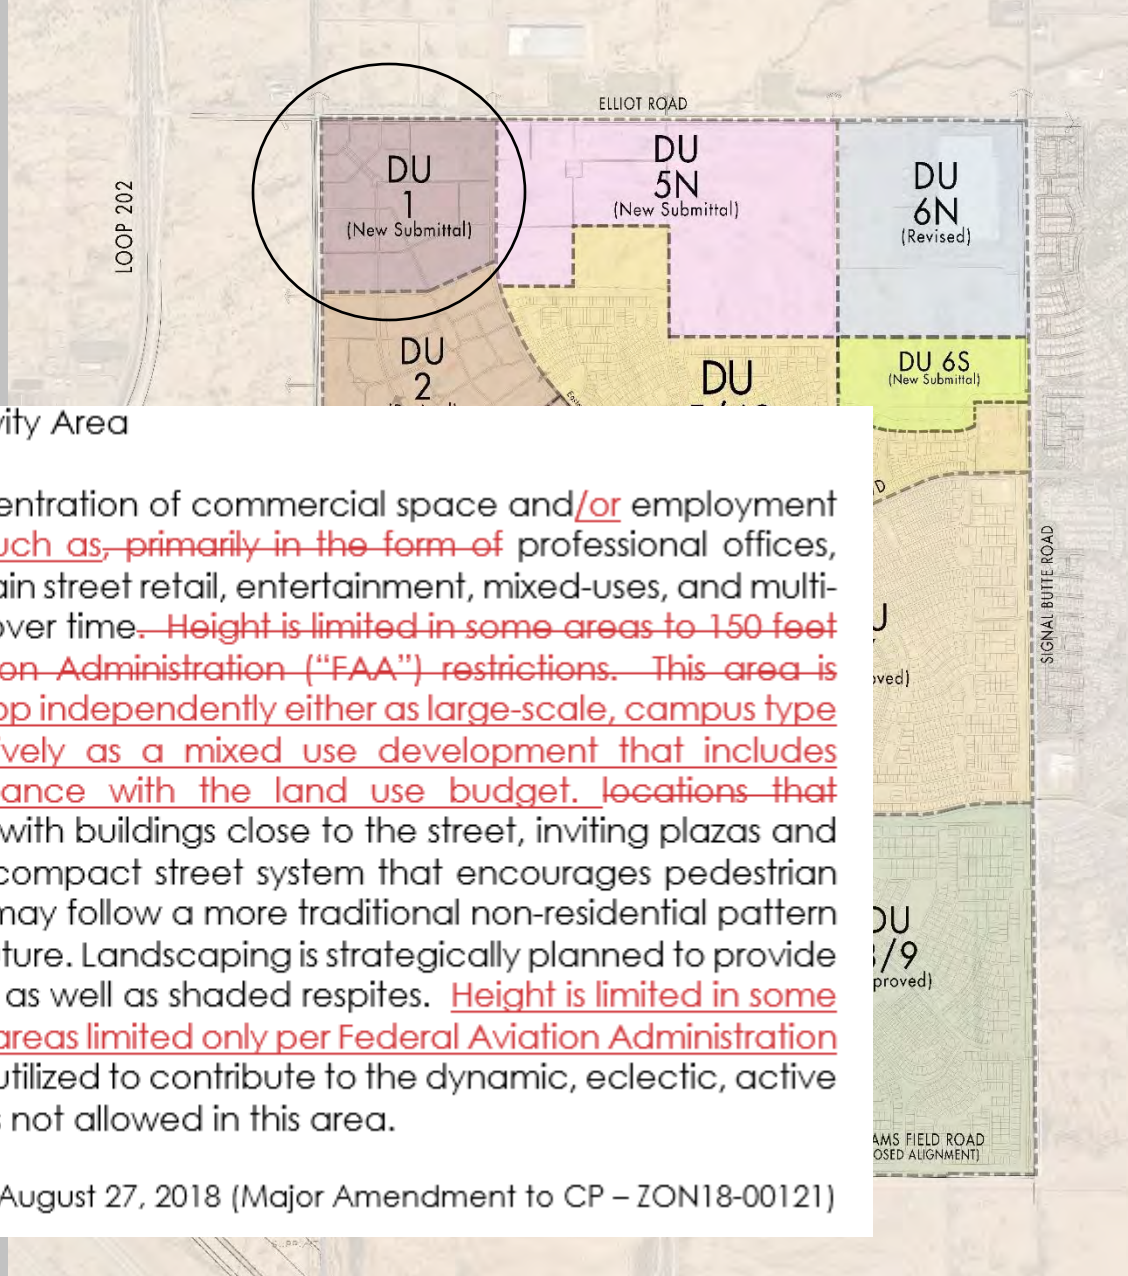 ELLIOT ROAD
LOOP 202
DU
1
(New Submittal)
DU
5N
(New Submittal)
DU
6N
(Revised)
DU
2
DU
DU 6S
(New Submittal)
SIGNAL BUTTE ROAD
vity Area
entration of commercial space and/or employment
uch as, primarily in the form of professional offices,
ain street retail, entertainment, mixed-uses, and multi-
over time. Height is limited in some areas to 150 feet
on Administration (“FAA”) restrictions. This area is
op independently either as large-scale, campus type
ively as a mixed use development that includes
ance with the land use budget. locations that
with buildings close to the street, inviting plazas and
compact street system that encourages pedestrian
may follow a more traditional non-residential pattern
ture. Landscaping is strategically planned to provide
as well as shaded respites. Height is limited in some
areas limited only per Federal Aviation Administration
utilized to contribute to the dynamic, eclectic, active
s not allowed in this area.
August 27, 2018 (Major Amendment to CP – ZON18-00121)
U
ved)
DU
/9
proved)
AMS FIELD ROAD
OSED ALIGNMENT)